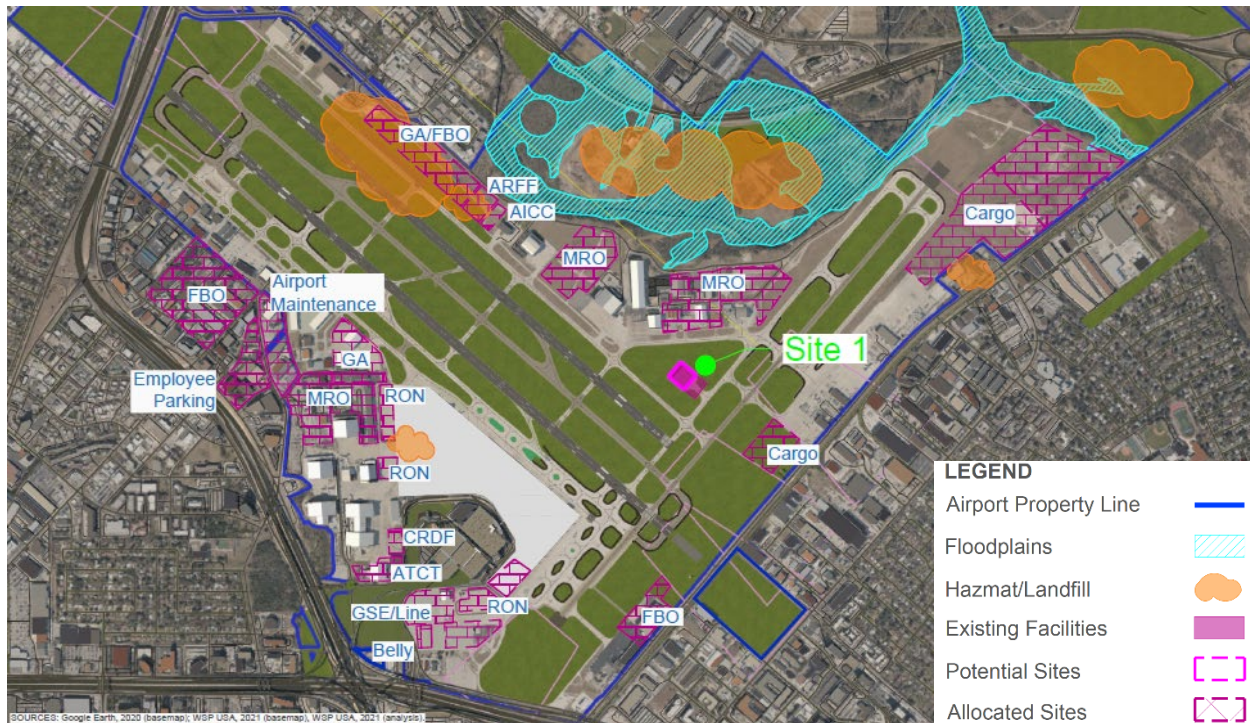 GA/FBO
ARFF
AICC
Cargo
MRO
MRO
FBO
Airport
Maintenance
Site 1
GA
Employee
Parking
MRO
RON
RON
Cargo
CRDF
ATCT
GSE/Line
RON
FBO
Belly
LEGEND
Airport Property Line
Floodplains
Hazmat/Landfill
Existing Facilities
Potential Sites
Allocated Sites
SOURCES: Google Earth, 2020 (basemap); WSP USA, 2021 (basemap), WSP USA, 2021 (analysis).